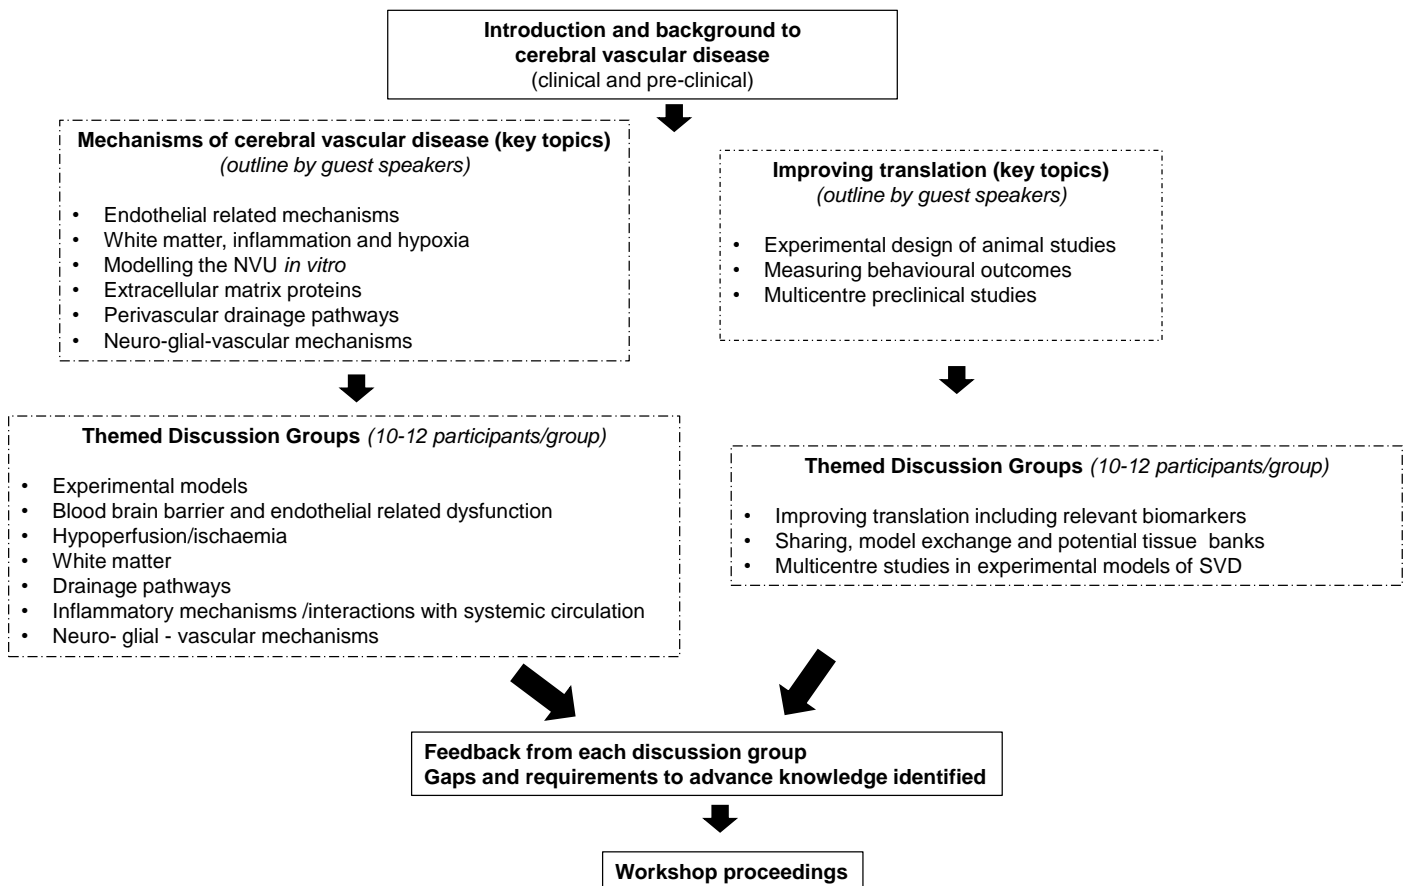 Introduction and background to
cerebral vascular disease
(clinical and pre-clinical)
Mechanisms of cerebral vascular disease (key topics)
(outline by guest speakers)
• Endothelial related mechanisms
• White matter, inflammation and hypoxia
• Modelling the NVU in vitro
• Extracellular matrix proteins
• Perivascular drainage pathways
• Neuro-glial-vascular mechanisms
Improving translation (key topics)
(outline by guest speakers)
• Experimental design of animal studies
• Measuring behavioural outcomes
• Multicentre preclinical studies
Themed Discussion Groups (10-12 participants/group)
• Experimental models
• Blood brain barrier and endothelial related dysfunction
• Hypoperfusion/ischaemia
• White matter
• Drainage pathways
• Inflammatory mechanisms /interactions with systemic circulation
• Neuro- glial - vascular mechanisms
Themed Discussion Groups (10-12 participants/group)
• Improving translation including relevant biomarkers
• Sharing, model exchange and potential tissue  banks
• Multicentre studies in experimental models of SVD
Feedback from each discussion group
Gaps and requirements to advance knowledge identified
Workshop proceedings